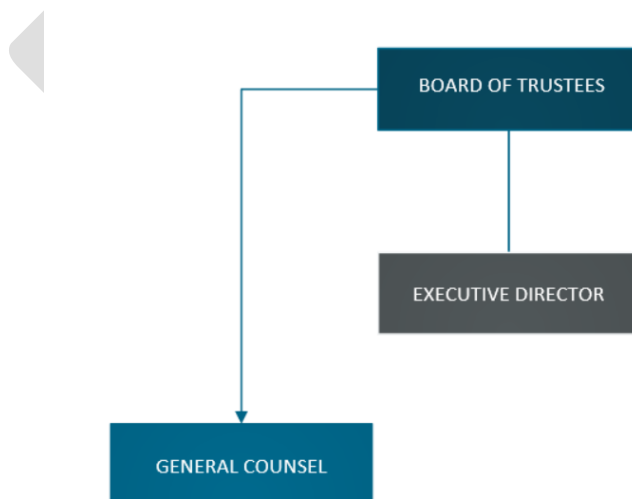 BOARD OF TRUSTEES
EXECUTIVE DIRECTOR
GENERAL COUNSEL